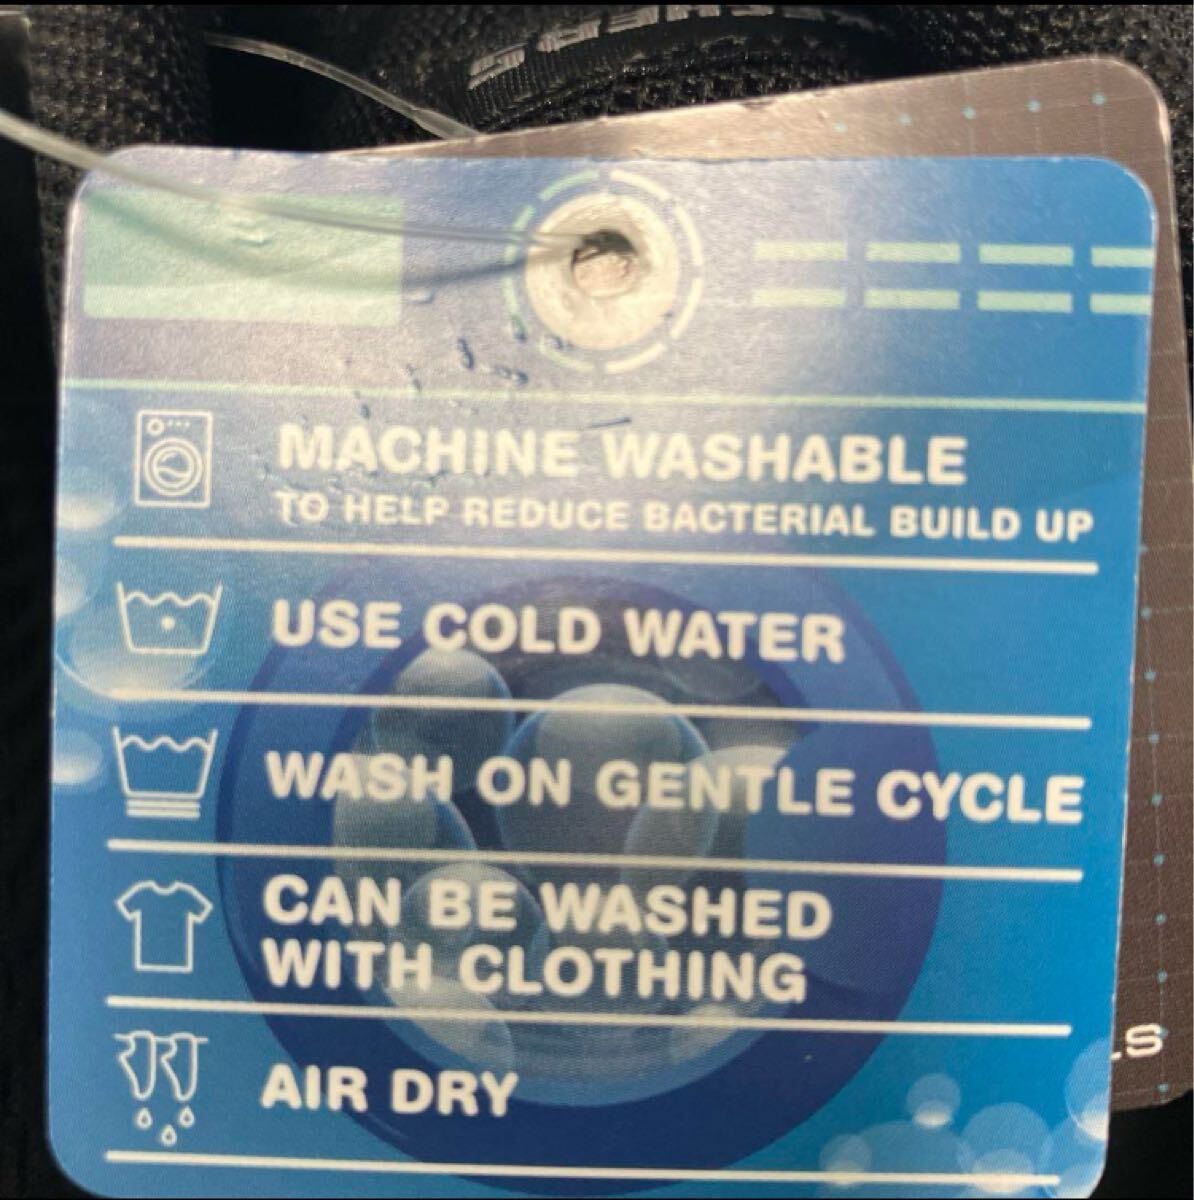 MACHINE WASHABLE
TO HELP REDUCE BACTERIAL BUILD UP
USE COLD WATER
WASH ON GENTLE CYCLE
CAN BE WASHED
WITH CLOTHING
AIR DRY